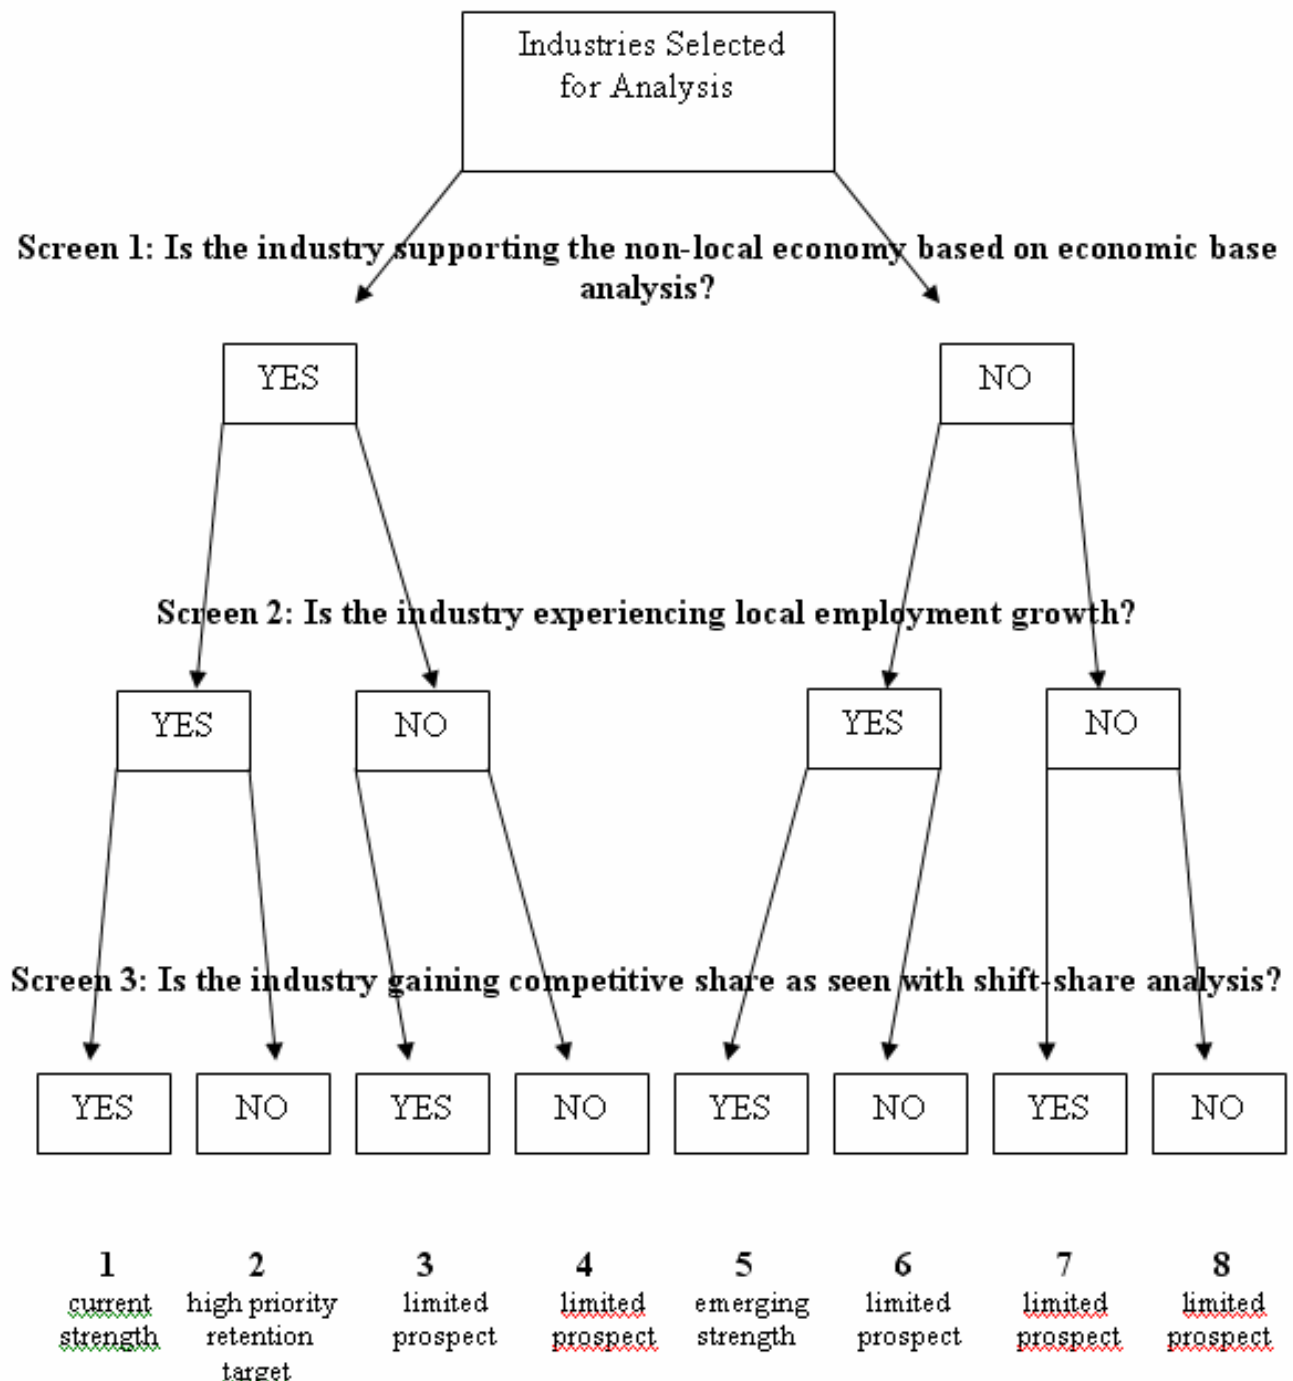 Industries Selected
for Analysis
Screen 1: Is the industry supporting the non-local economy based on economic base
analysis?
YES
NO
Screen 2: Is the industry experiencing local employment growth?
YES
NO
YES
NO
Screen 3: Is the industry gaining competitive share as seen with shift-share analysis?
YES
NO
YES
NO
YES
NO
YES
NO
1
current
strength
2
high priority
retention
target
3
limited
prospect
4
limited
prospect
5
emerging
strength
6
limited
prospect
7
limited
prospect
8
limited
prospect